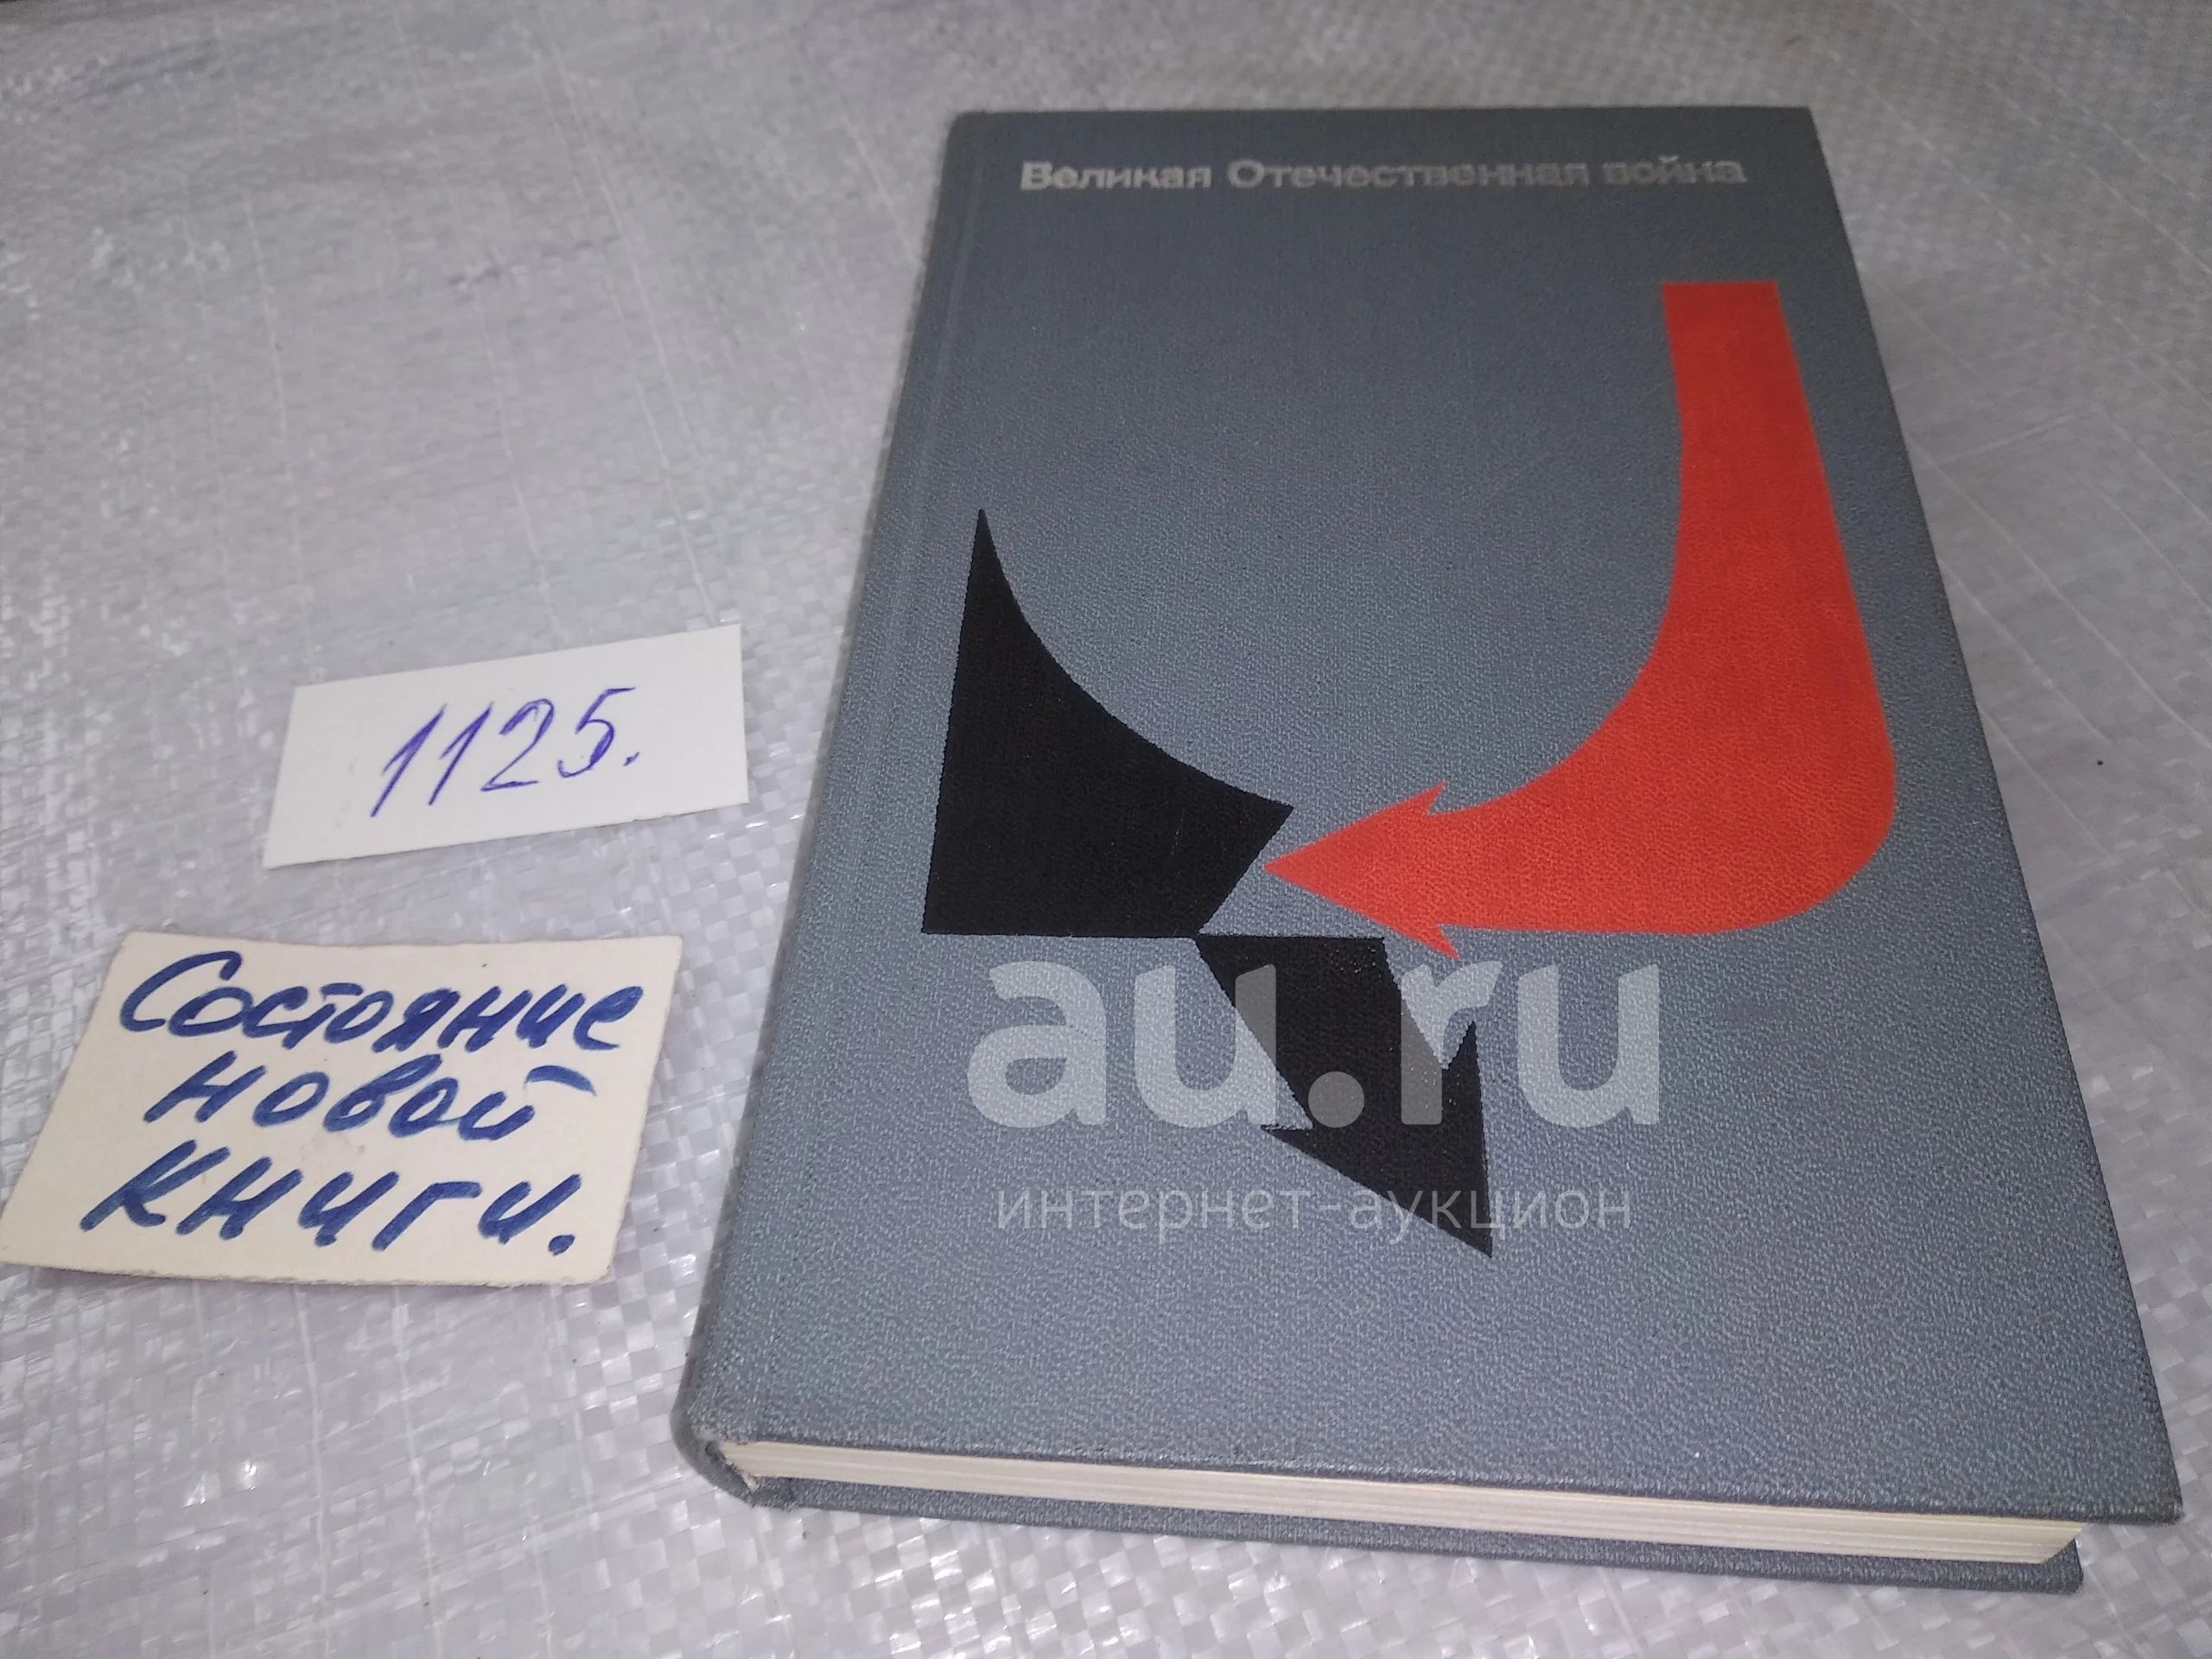 Великая Отечественная война
1125.
Состояние
новой
книги.
au.ru
интернет-аукцион